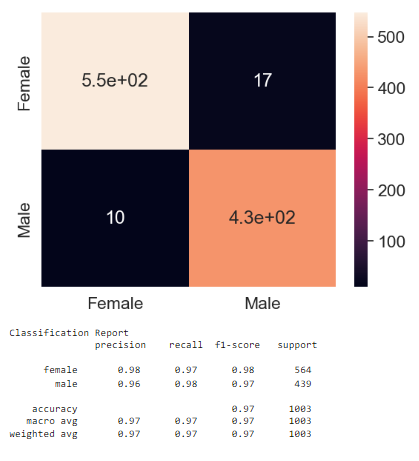 Female
5.5e+02 17
Male
10 4.3e+02
Female Male
500
400
300
200
100
Classification Report
precision recall f1-score support
female 0.98 0.97 0.98 564
male 0.96 0.98 0.97 439
accuracy 0.97 1003
macro avg 0.97 0.97 0.97 1003
weighted avg 0.97 0.97 0.97 1003